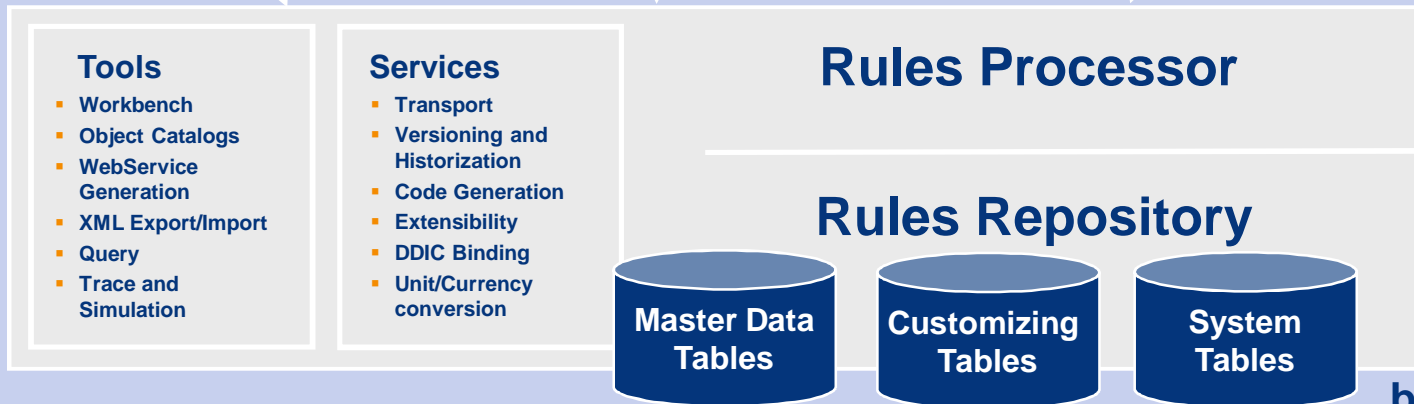 Tools
Workbench
Object Catalogs
WebService
Generation
XML Export/Import
Query
Trace and
Simulation
Services
Transport
Versioning and
Historization
Code Generation
Extensibility
DDIC Binding
Unit/Currency
conversion
Rules Processor
Rules Repository
Master Data
Tables
Customizing
Tables
System
Tables